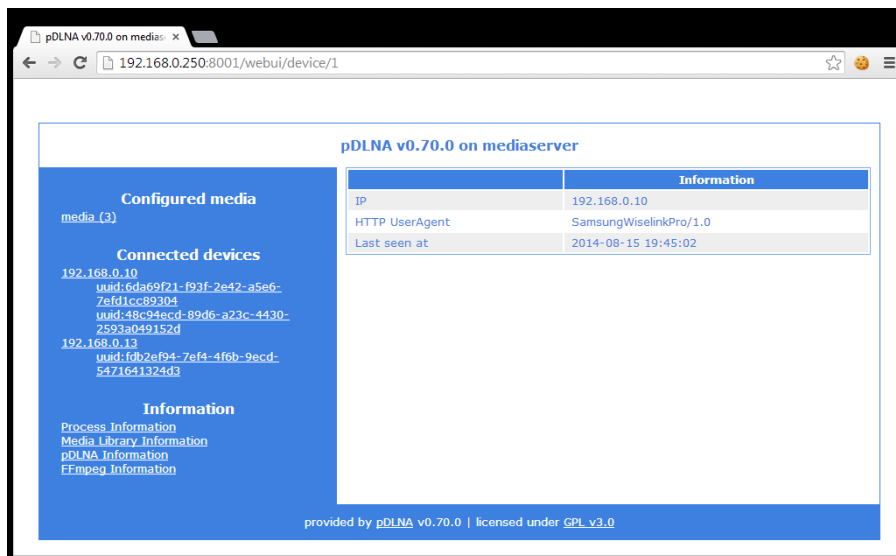 pDLNA v0.70.0 on medias
192.168.0.250:8001/webui/device/1
pDLNA v0.70.0 on mediaserver
Configured media
media (3)
Connected devices
192.168.0.10
uuid:6da69f21-f93f-2e42-a5e6-
7efd1cc89304
uuid:48c94ecd-89d6-a23c-4430-
2593a049152d
192.168.0.13
uuid:fdb2ef94-7ef4-4f6b-9ecd-
5471641324d3
Information
Process Information
Media Library Information
pDLNA Information
FFmpeg Information
Information
IP 192.168.0.10
HTTP UserAgent SamsungWiselinkPro/1.0
Last seen at 2014-08-15 19:45:02
provided by pDLNA v0.70.0 | licensed under GPL v3.0